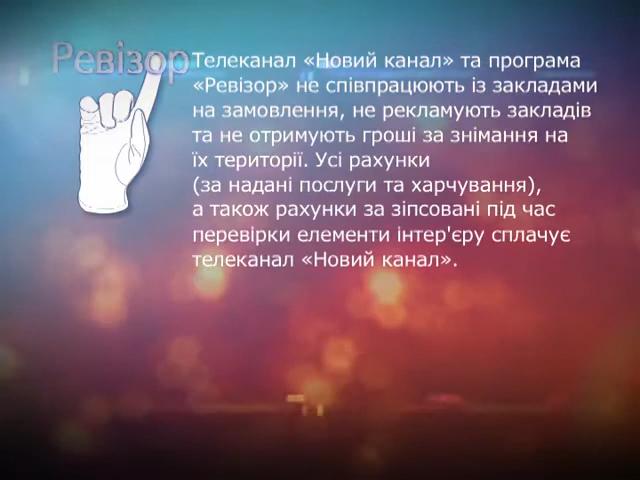 Ревізор
Телеканал «Новий канал» та програма
«Ревізор» не співпрацюють із закладами
на замовлення, не рекламують закладів
та не отримують гроші за знімання на
їх території. Усі рахунки
(за надані послуги та харчування),
а також рахунки за зіпсовані під час
перевірки елементи інтер'єру сплачує
телеканал «Новий канал».